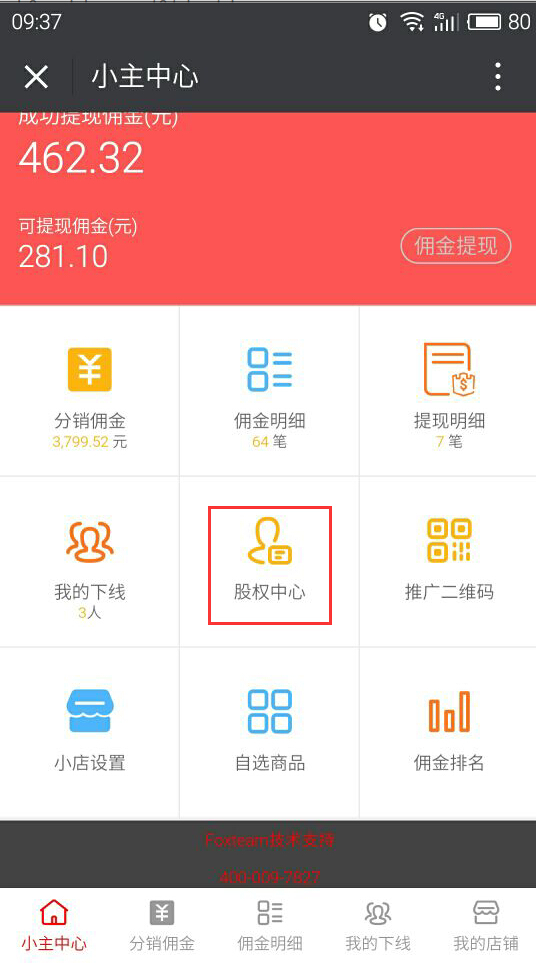 09:37
4G
80
小主中心
成功提现佣金(元)
462.32
可提现佣金(元)
281.10
佣金提现
分销佣金
3,799.52 元
佣金明细
64 笔
提现明细
7 笔
我的下线
3人
股权中心
推广二维码
小店设置
自选商品
佣金排名
Foxteam技术支持
400-009-7827
小主中心
分销佣金
佣金明细
我的下线
我的店铺